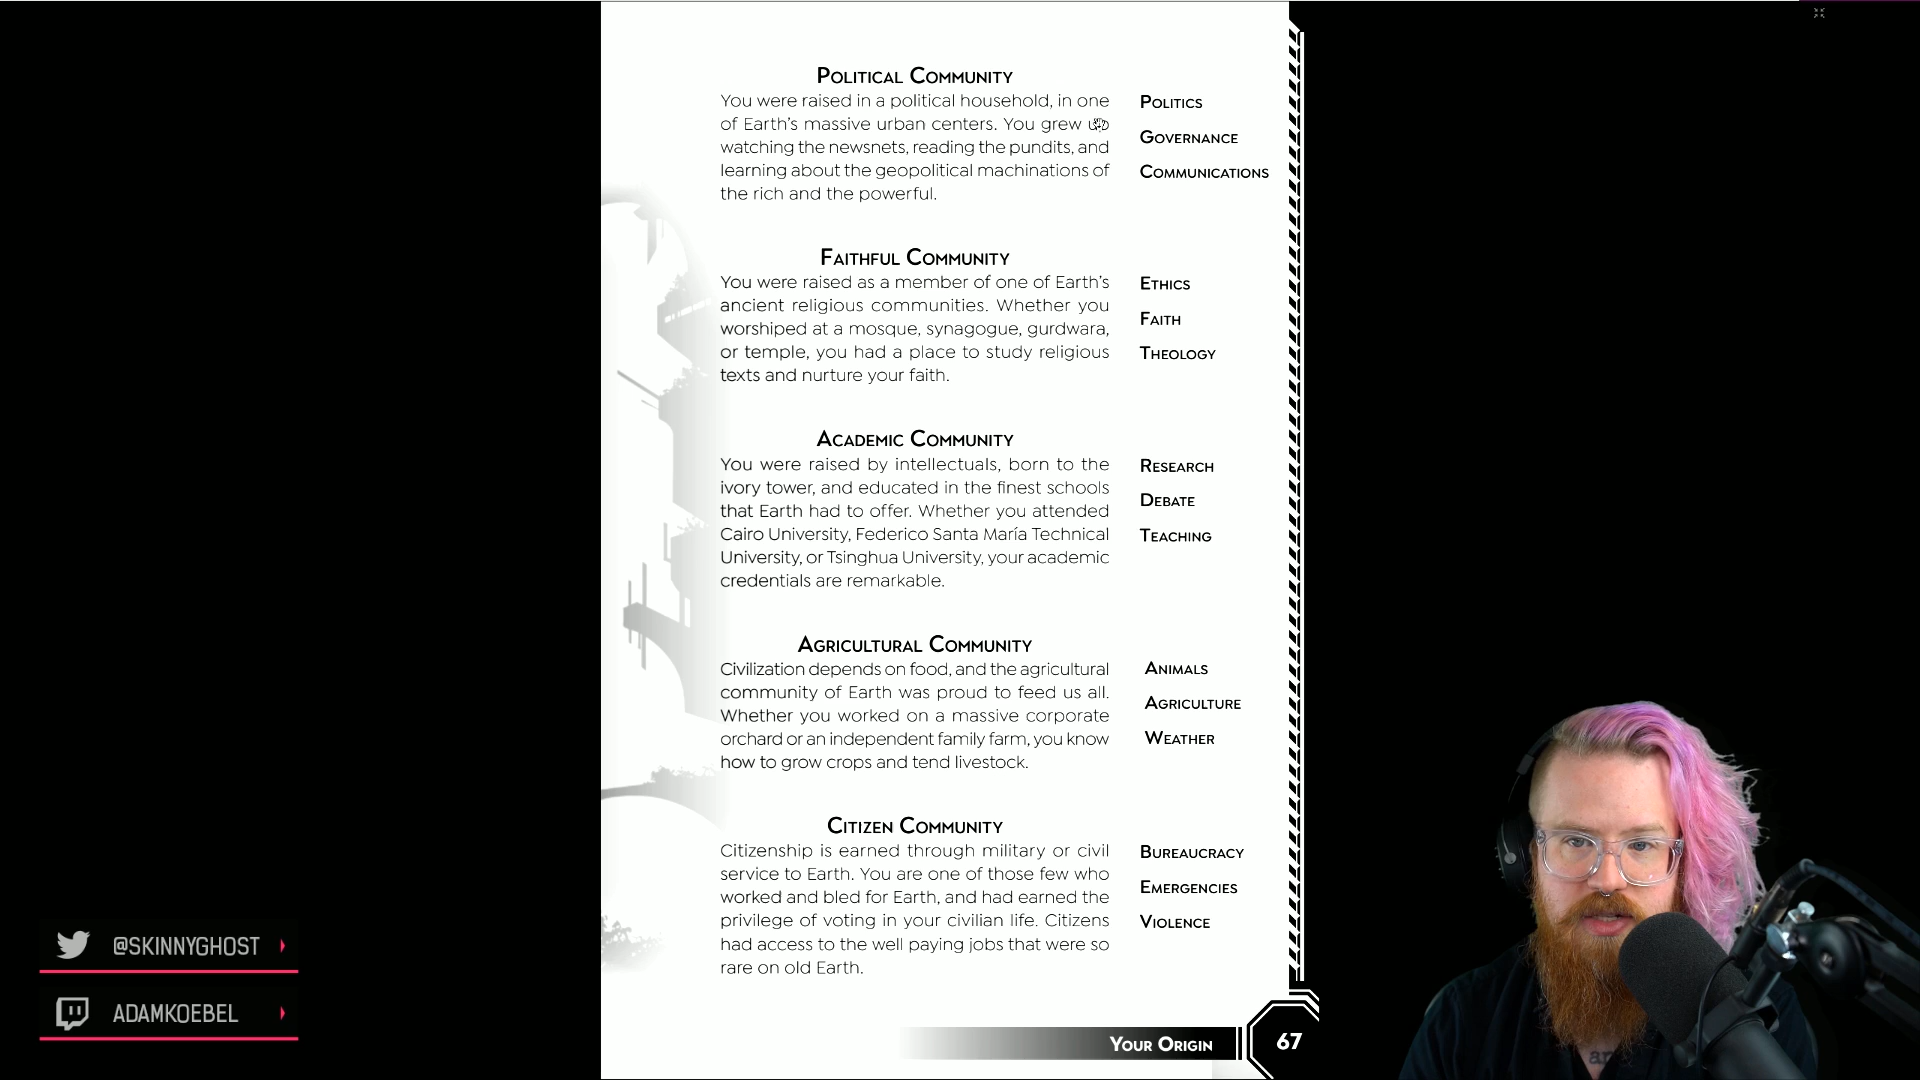 Political Community
You were raised in a political household, in one
of Earth's massive urban centers. You grew up
watching the newsnets, reading the pundits, and
learning about the geopolitical machinations of
the rich and the powerful.
Politics
Governance
Communications
Faithful Community
You were raised as a member of one of Earth's
ancient religious communities. Whether you
worshiped at a mosque, synagogue, gurdwara,
or temple, you had a place to study religious
texts and nurture your faith.
Ethics
Faith
Theology
Academic Community
You were raised by intellectuals, born to the
ivory tower, and educated in the finest schools
that Earth had to offer. Whether you attended
Cairo University, Federico Santa María Technical
University, or Tsinghua University, your academic
credentials are remarkable.
Research
Debate
Teaching
Agricultural Community
Civilization depends on food, and the agricultural
community of Earth was proud to feed us all.
Whether you worked on a massive corporate
orchard or an independent family farm, you know
how to grow crops and tend livestock.
Animals
Agriculture
Weather
Citizen Community
Citizenship is earned through military or civil
service to Earth. You are one of those few who
worked and bled for Earth, and had earned the
privilege of voting in your civilian life. Citizens
had access to the well paying jobs that were so
rare on old Earth.
Bureaucracy
Emergencies
Violence
Your Origin 67
@SKINNYGHOST
ADAMKOEBEL